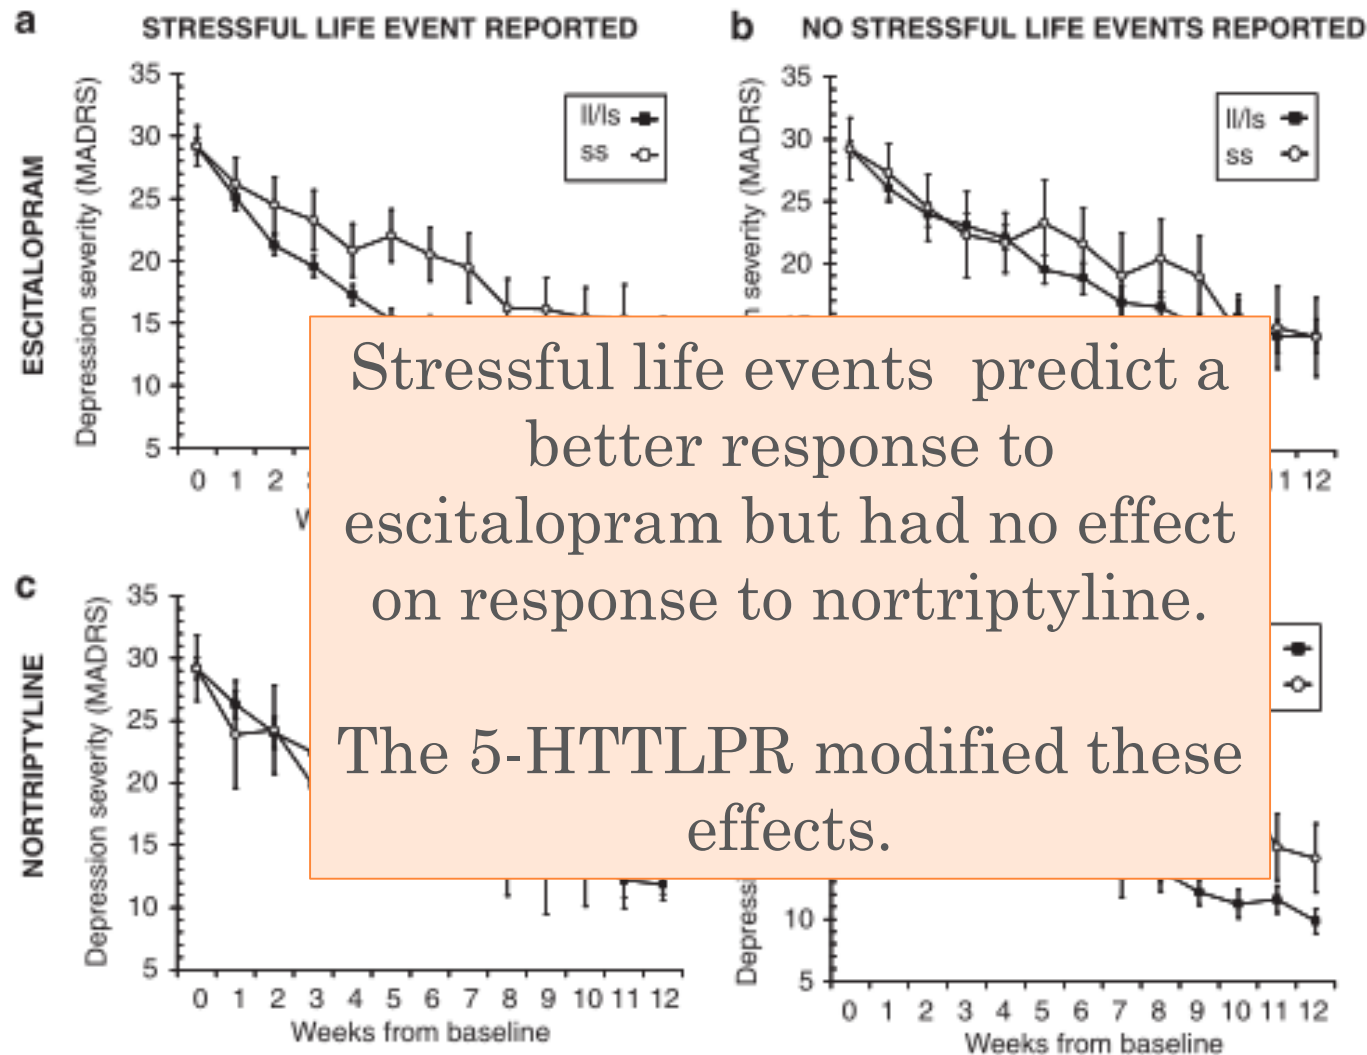 a STRESSFUL LIFE EVENT REPORTED
b NO STRESSFUL LIFE EVENTS REPORTED
ESCITALOPRAM
Depression severity (MADRS)
35
30
25
20
15
10
5
ll/ls
ss
0 1 2
35
30
25
20
severity (MADRS)
ll/ls
ss
12
Stressful life events predict a
better response to
escitalopram but had no effect
on response to nortriptyline.
The 5-HTTLPR modified these
effects.
c
NORTRIPTYLINE
Depression severity (MADRS)
35
30
25
20
15
10
5
0 1 2 3 4 5 6 7 8 9 10 11 12
Weeks from baseline
10
5
0 1 2 3 4 5 6 7 8 9 10 11 12
Weeks from baseline